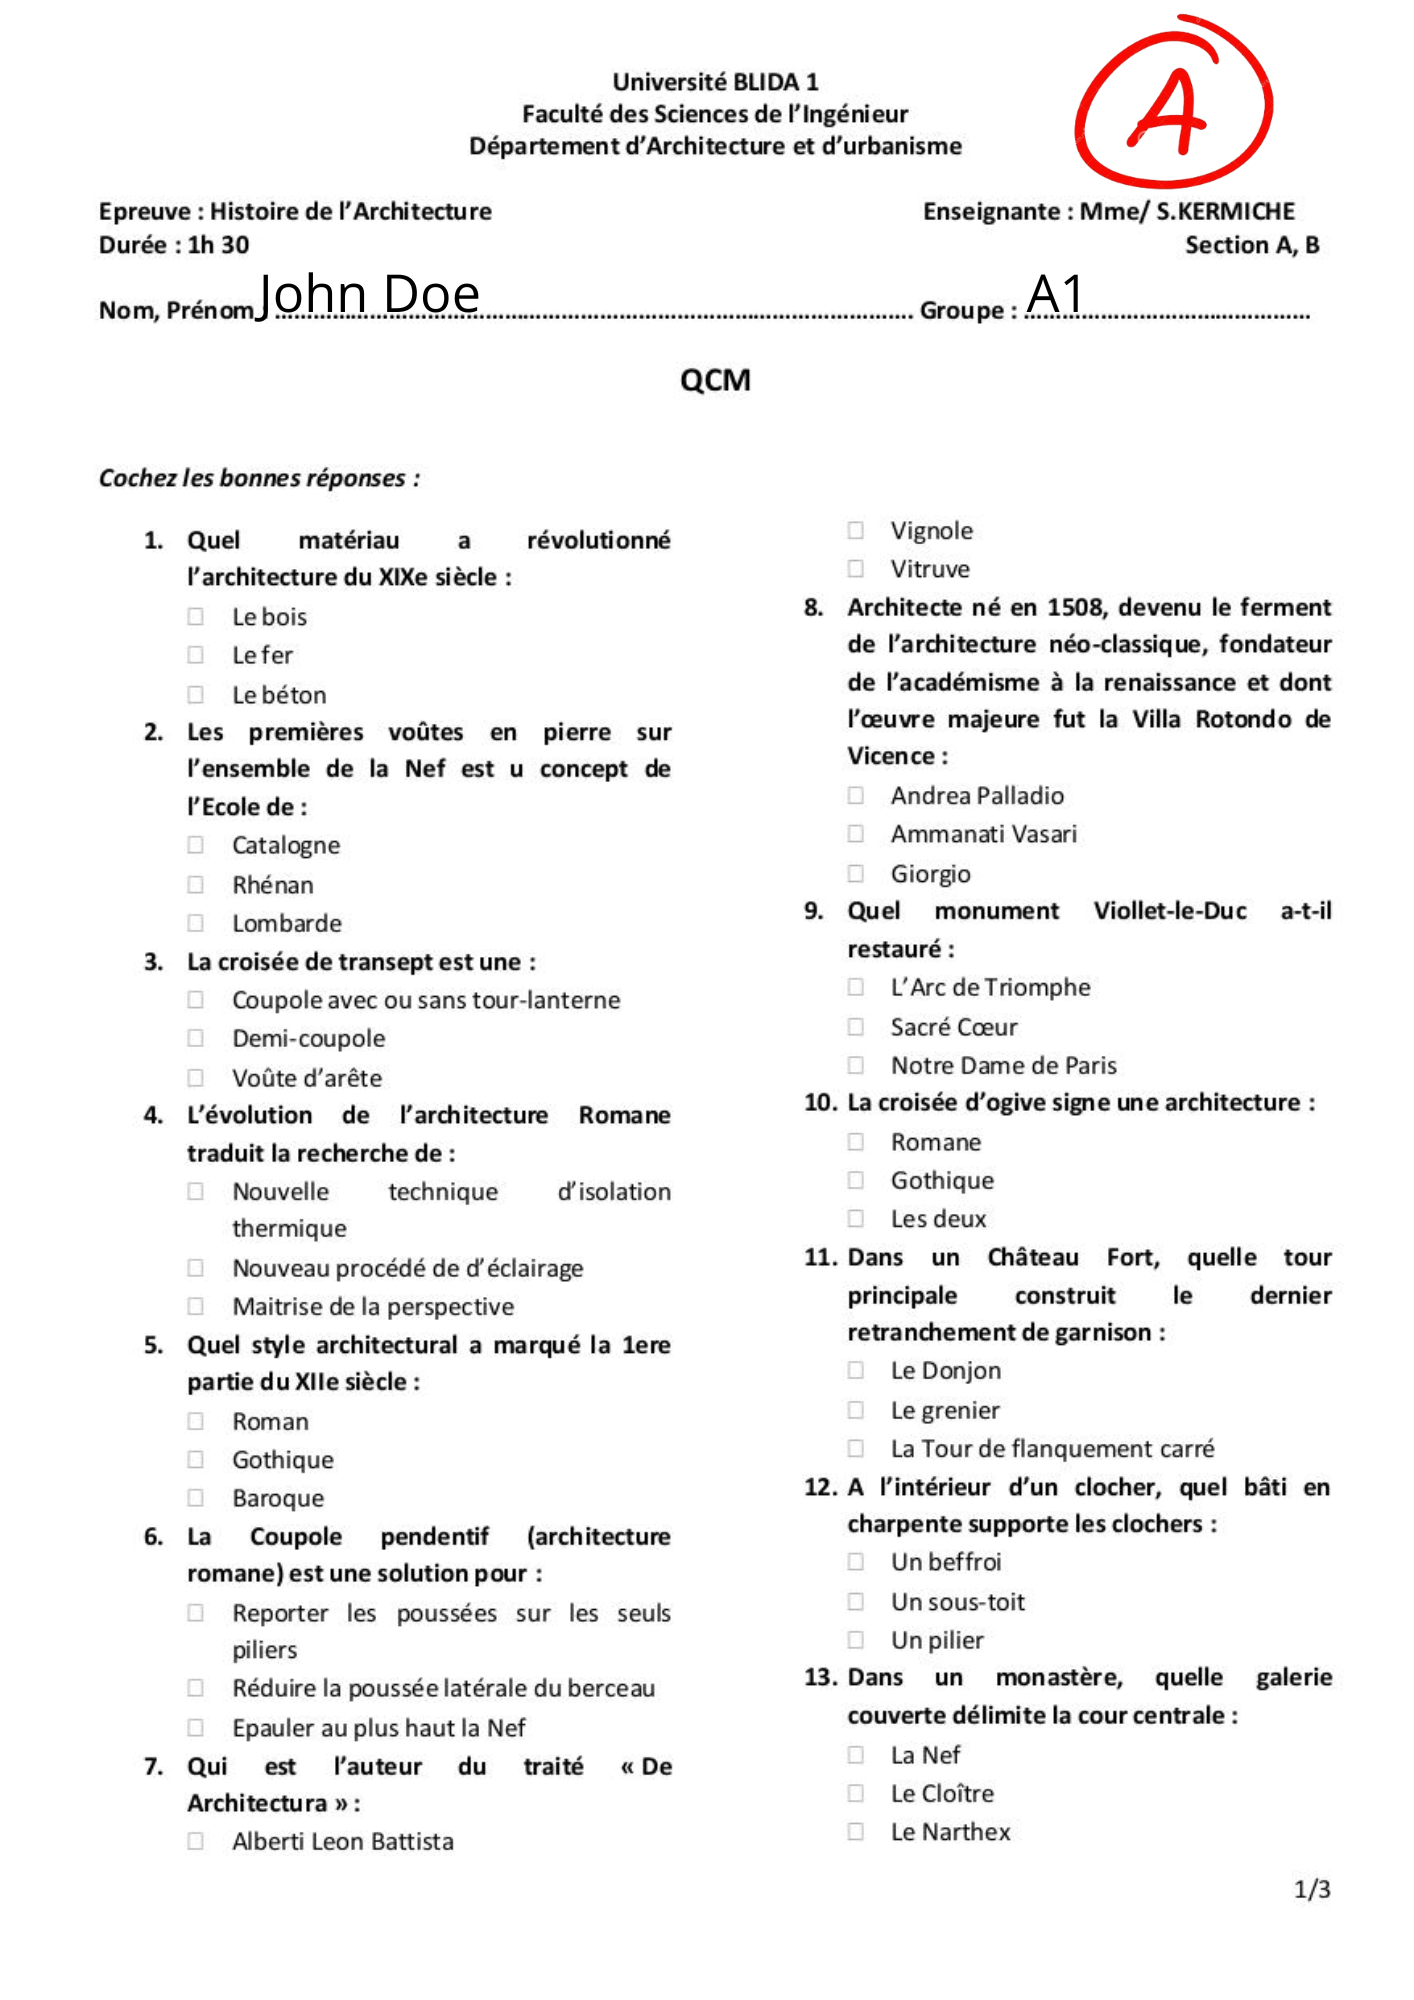 A
Université BLIDA 1
Faculté des Sciences de l'Ingénieur
Département d'Architecture et d'urbanisme
Epreuve : Histoire de l'Architecture Enseignante : Mme/ S.KERMICHE
Durée : 1h 30 Section A, B
Nom, Prénom : John Doe Groupe : A1
QCM
Cochez les bonnes réponses :
1. Quel matériau a révolutionné
l'architecture du XIXe siècle :
☐ Le bois
☐ Le fer
☐ Le béton
2. Les premières voûtes en pierre sur
l'ensemble de la Nef est u concept de
l'Ecole de :
☐ Catalogne
☐ Rhénan
☐ Lombarde
3. La croisée de transept est une :
☐ Coupole avec ou sans tour-lanterne
☐ Demi-coupole
☐ Voûte d'arête
4. L'évolution de l'architecture Romane
traduit la recherche de :
☐ Nouvelle technique d'isolation
thermique
☐ Nouveau procédé de d'éclairage
☐ Maitrise de la perspective
5. Quel style architectural a marqué la 1ere
partie du XIIe siècle :
☐ Roman
☐ Gothique
☐ Baroque
6. La Coupole pendentif (architecture
romane) est une solution pour :
☐ Reporter les poussées sur les seuls
piliers
☐ Réduire la poussée latérale du berceau
☐ Epauler au plus haut la Nef
7. Qui est l'auteur du traité « De
Architectura » :
☐ Alberti Leon Battista
☐ Vignole
☐ Vitruve
8. Architecte né en 1508, devenu le ferment
de l'architecture néo-classique, fondateur
de l'académisme à la renaissance et dont
l'œuvre majeure fut la Villa Rotondo de
Vicence :
☐ Andrea Palladio
☐ Ammanati Vasari
☐ Giorgio
9. Quel monument Viollet-le-Duc a-t-il
restauré :
☐ L'Arc de Triomphe
☐ Sacré Cœur
☐ Notre Dame de Paris
10. La croisée d'ogive signe une architecture :
☐ Romane
☐ Gothique
☐ Les deux
11. Dans un Château Fort, quelle tour
principale construit le dernier
retranchement de garnison :
☐ Le Donjon
☐ Le grenier
☐ La Tour de flanquement carré
12. A l'intérieur d'un clocher, quel bâti en
charpente supporte les clochers :
☐ Un beffroi
☐ Un sous-toit
☐ Un pilier
13. Dans un monastère, quelle galerie
couverte délimite la cour centrale :
☐ La Nef
☐ Le Cloître
☐ Le Narthex
1/3